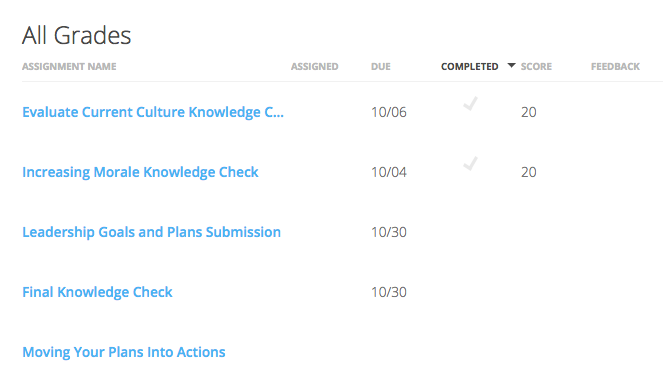 All Grades
ASSIGNMENT NAME ASSIGNED DUE COMPLETED SCORE FEEDBACK
Evaluate Current Culture Knowledge C... 10/06 20
Increasing Morale Knowledge Check 10/04 20
Leadership Goals and Plans Submission 10/30
Final Knowledge Check 10/30
Moving Your Plans Into Actions